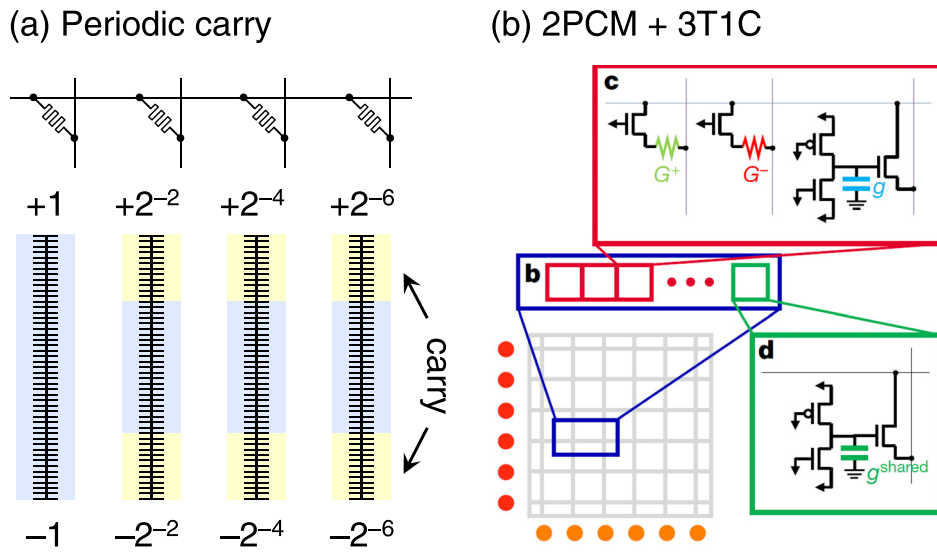 (a) Periodic carry
+1 +2⁻² +2⁻⁴ +2⁻⁶
carry
−1 −2⁻² −2⁻⁴ −2⁻⁶
(b) 2PCM + 3T1C
c
G⁺ G⁻ g
b
d
gˢʰᵃʳᵉᵈ